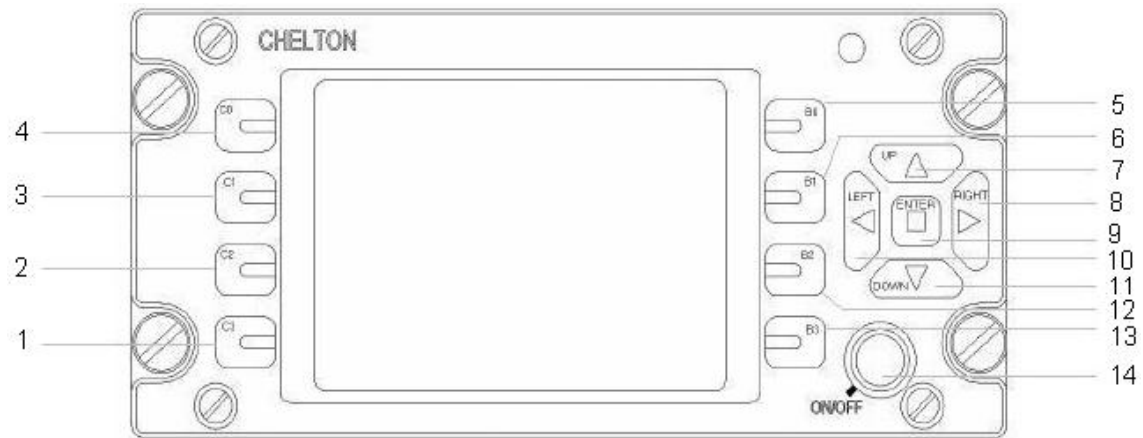 CHELTON
C0
B0
5
4
6
UP
7
C1
B1
LEFT
ENTER
RIGHT
8
3
9
10
C2
B2
DOWN
11
2
12
C3
B3
13
1
14
ON/OFF